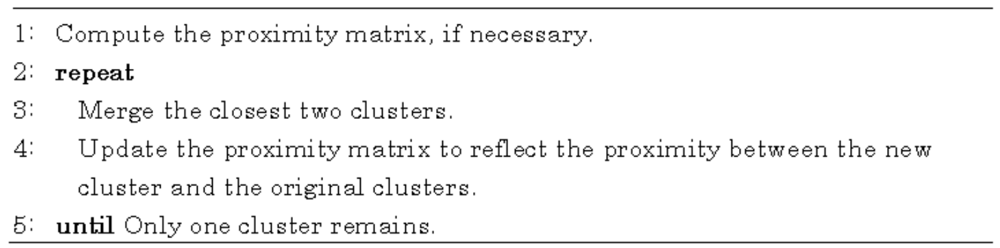 1: Compute the proximity matrix, if necessary.
2: repeat
3: Merge the closest two clusters.
4: Update the proximity matrix to reflect the proximity between the new
cluster and the original clusters.
5: until Only one cluster remains.